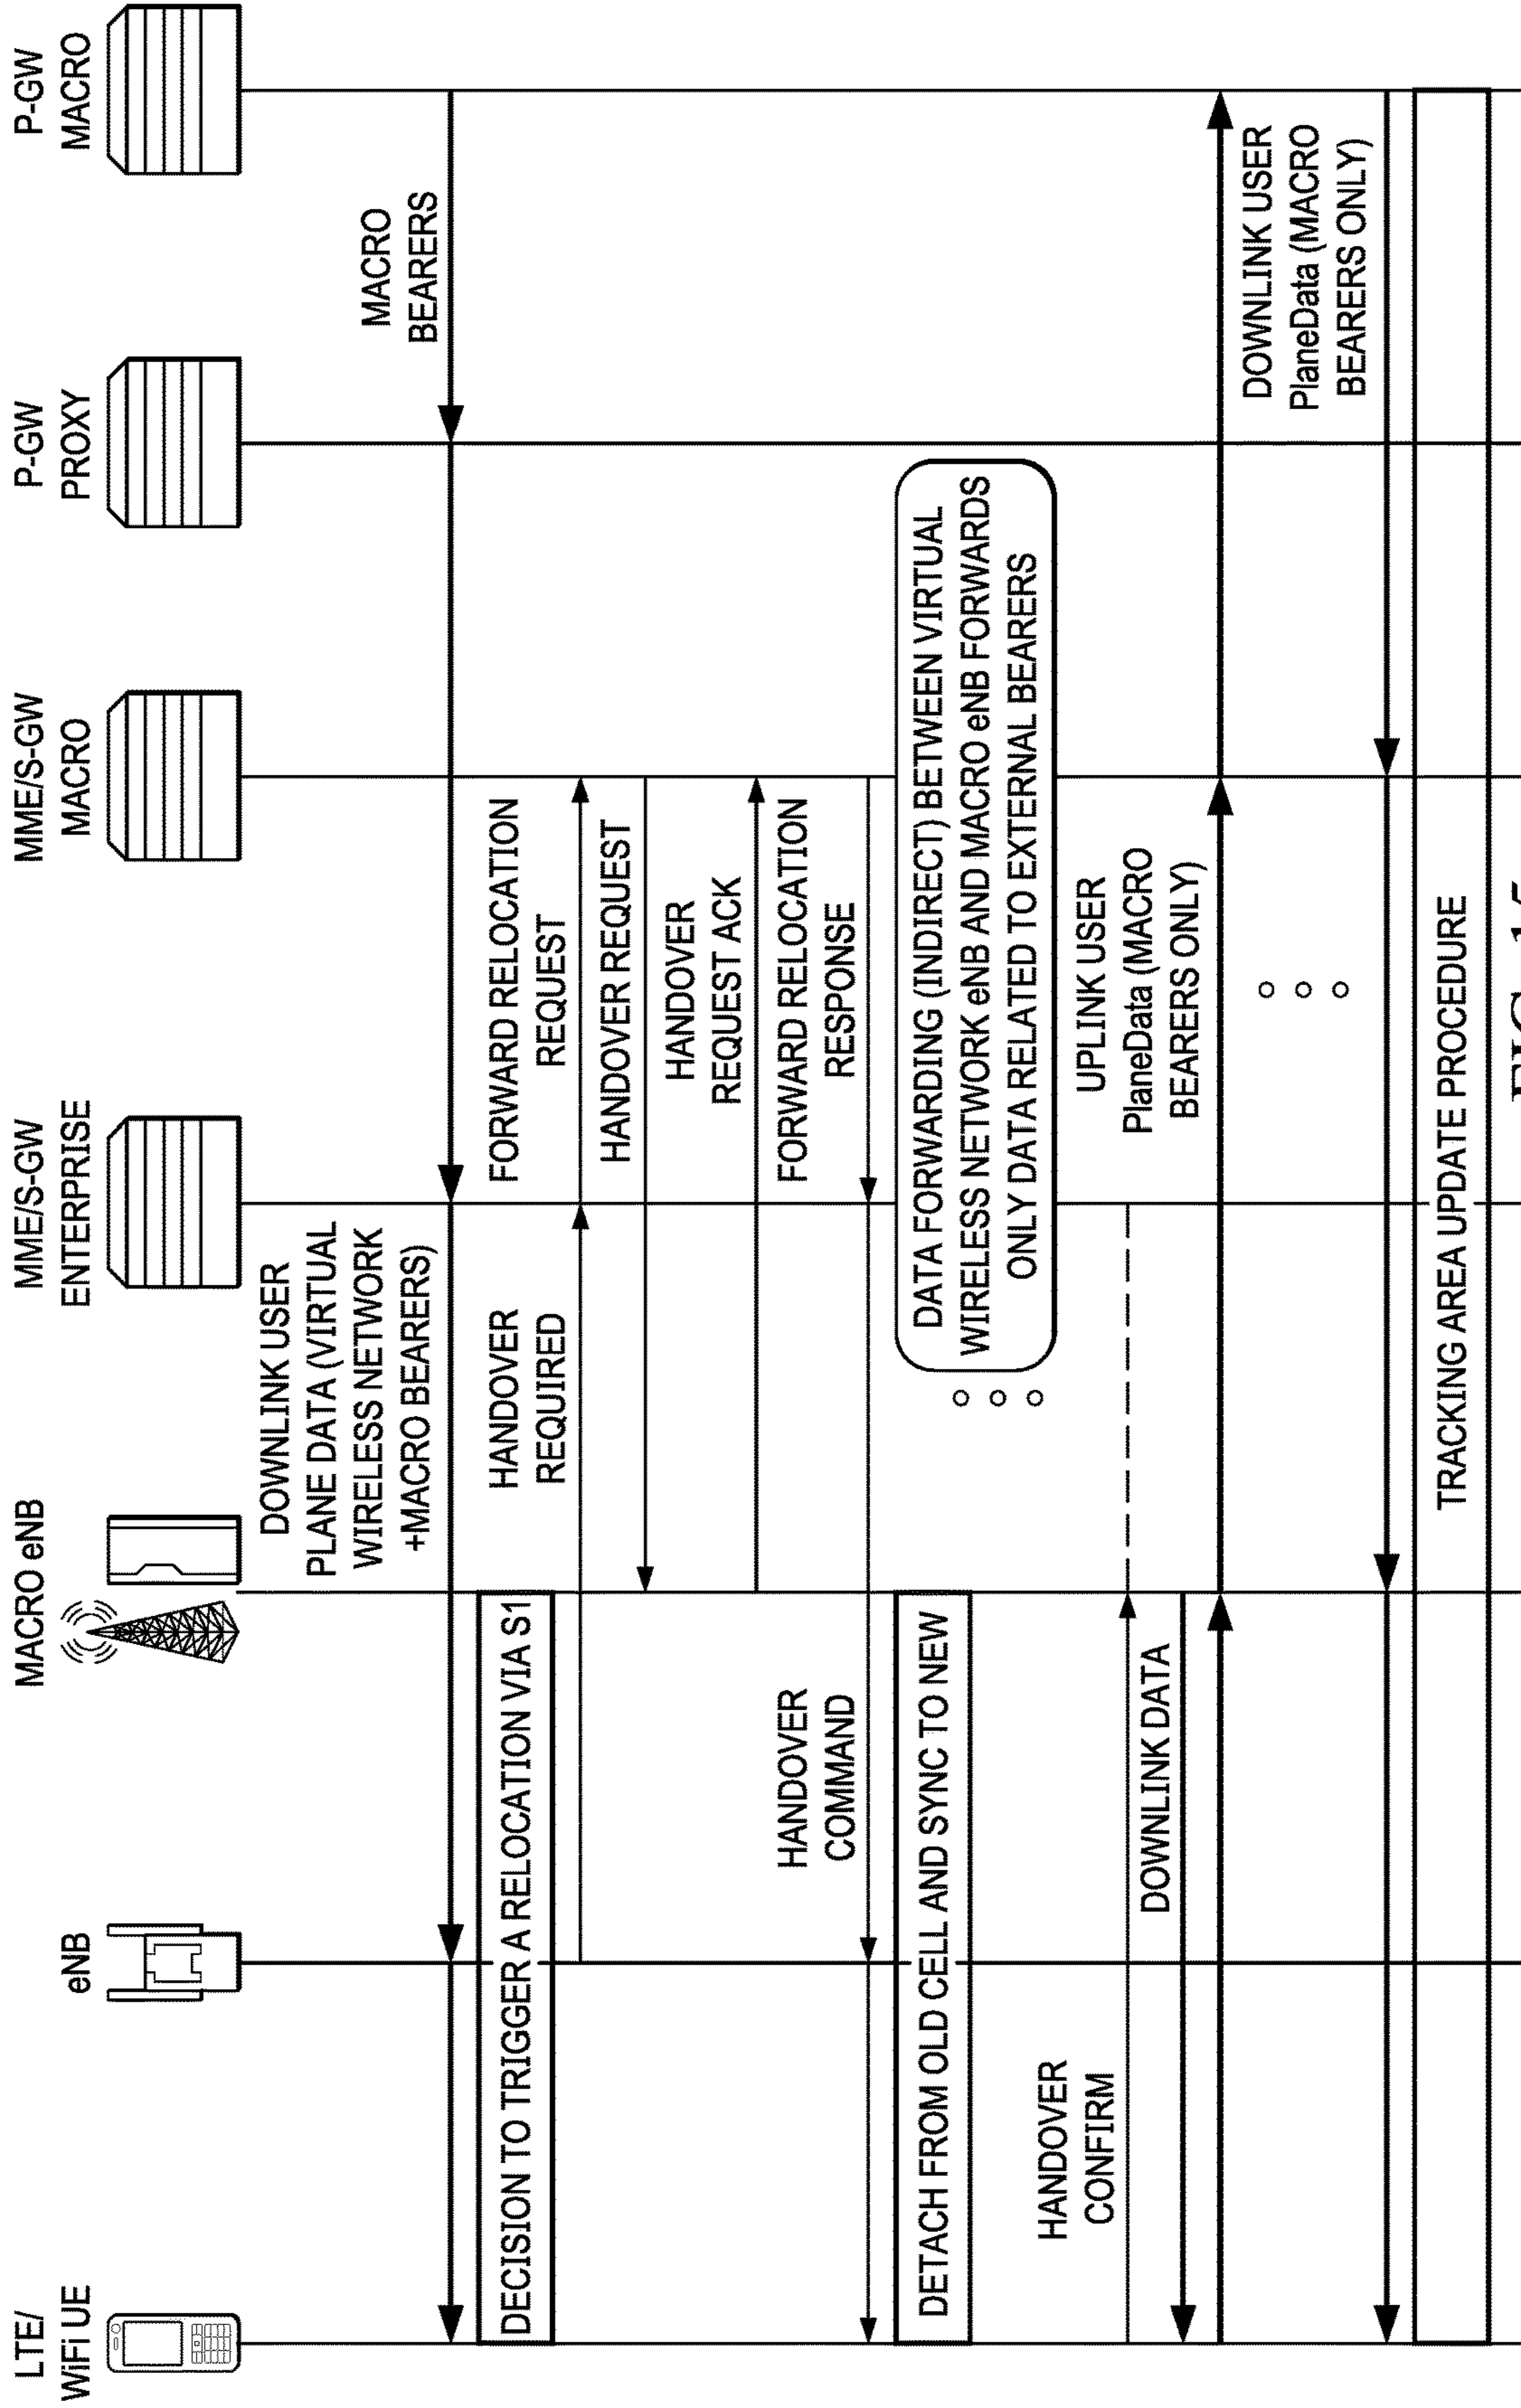 LTE/
WiFi UE
eNB
MACRO eNB
MME/S-GW
ENTERPRISE
MME/S-GW
MACRO
P-GW
PROXY
P-GW
MACRO
DOWNLINK USER
PLANE DATA (VIRTUAL
WIRELESS NETWORK
+MACRO BEARERS)
MACRO
BEARERS
DECISION TO TRIGGER A RELOCATION VIA S1
HANDOVER
REQUIRED
FORWARD RELOCATION
REQUEST
HANDOVER REQUEST
HANDOVER
REQUEST ACK
HANDOVER
COMMAND
FORWARD RELOCATION
RESPONSE
DETACH FROM OLD CELL AND SYNC TO NEW
DATA FORWARDING (INDIRECT) BETWEEN VIRTUAL
WIRELESS NETWORK eNB AND MACRO eNB FORWARDS
ONLY DATA RELATED TO EXTERNAL BEARERS
HANDOVER
CONFIRM
DOWNLINK DATA
UPLINK USER
PlaneData (MACRO
BEARERS ONLY)
DOWNLINK USER
PlaneData (MACRO
BEARERS ONLY)
TRACKING AREA UPDATE PROCEDURE